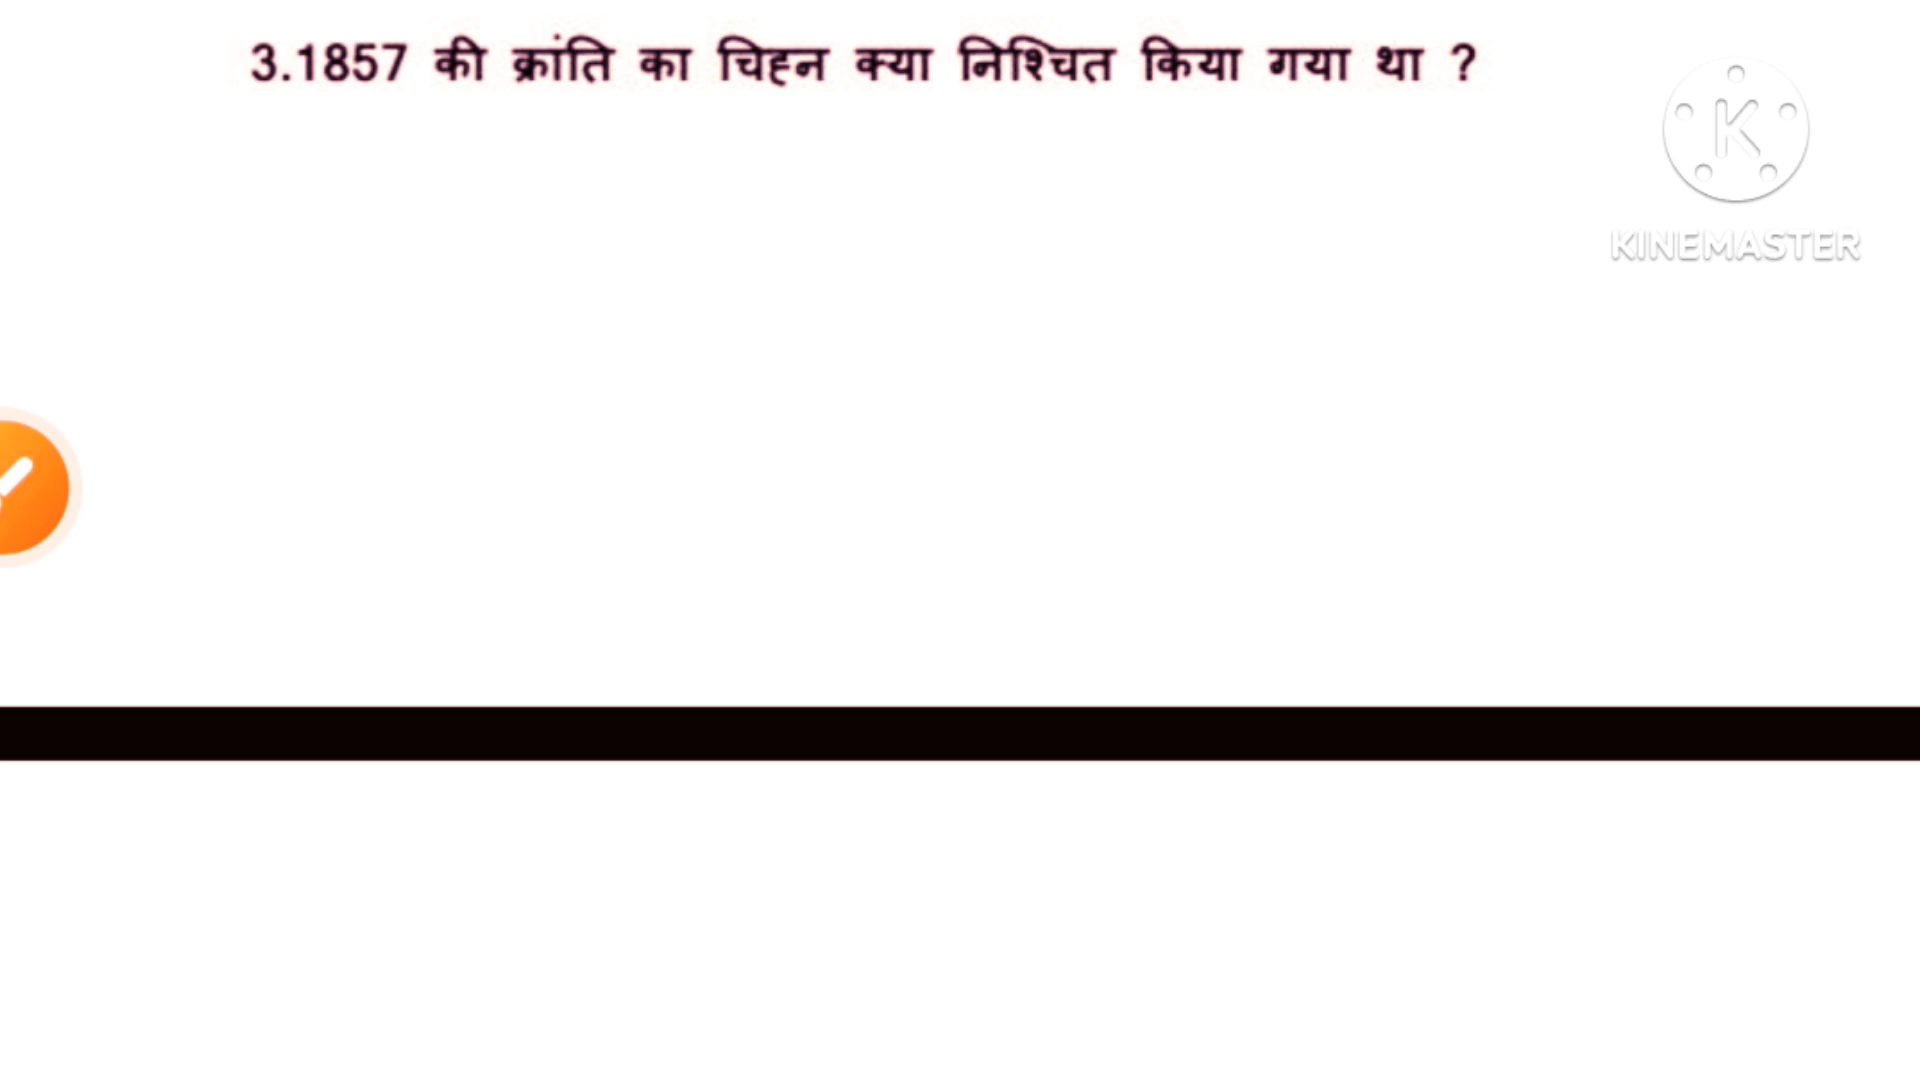 3.1857 की क्रांति का चिह्न क्या निश्चित किया गया था ?
K
KINEMASTER